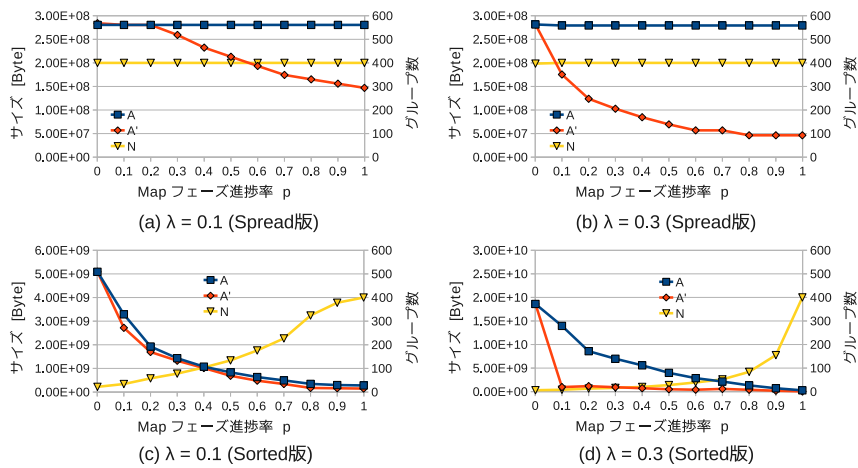 3.00E+08
2.50E+08
2.00E+08
1.50E+08
1.00E+08
5.00E+07
0.00E+00
サイズ [Byte]
600
500
400
300
200
100
0
グループ数
A
A'
N
0 0.1 0.2 0.3 0.4 0.5 0.6 0.7 0.8 0.9 1
Map フェーズ進捗率 p
(a) λ = 0.1 (Spread版)
3.00E+08
2.50E+08
2.00E+08
1.50E+08
1.00E+08
5.00E+07
0.00E+00
サイズ [Byte]
600
500
400
300
200
100
0
グループ数
A
A'
N
0 0.1 0.2 0.3 0.4 0.5 0.6 0.7 0.8 0.9 1
Map フェーズ進捗率 p
(b) λ = 0.3 (Spread版)
6.00E+09
5.00E+09
4.00E+09
3.00E+09
2.00E+09
1.00E+09
0.00E+00
サイズ [Byte]
600
500
400
300
200
100
0
グループ数
A
A'
N
0 0.1 0.2 0.3 0.4 0.5 0.6 0.7 0.8 0.9 1
Map フェーズ進捗率 p
(c) λ = 0.1 (Sorted版)
3.00E+10
2.50E+10
2.00E+10
1.50E+10
1.00E+10
5.00E+09
0.00E+00
サイズ [Byte]
600
500
400
300
200
100
0
グループ数
A
A'
N
0 0.1 0.2 0.3 0.4 0.5 0.6 0.7 0.8 0.9 1
Map フェーズ進捗率 p
(d) λ = 0.3 (Sorted版)